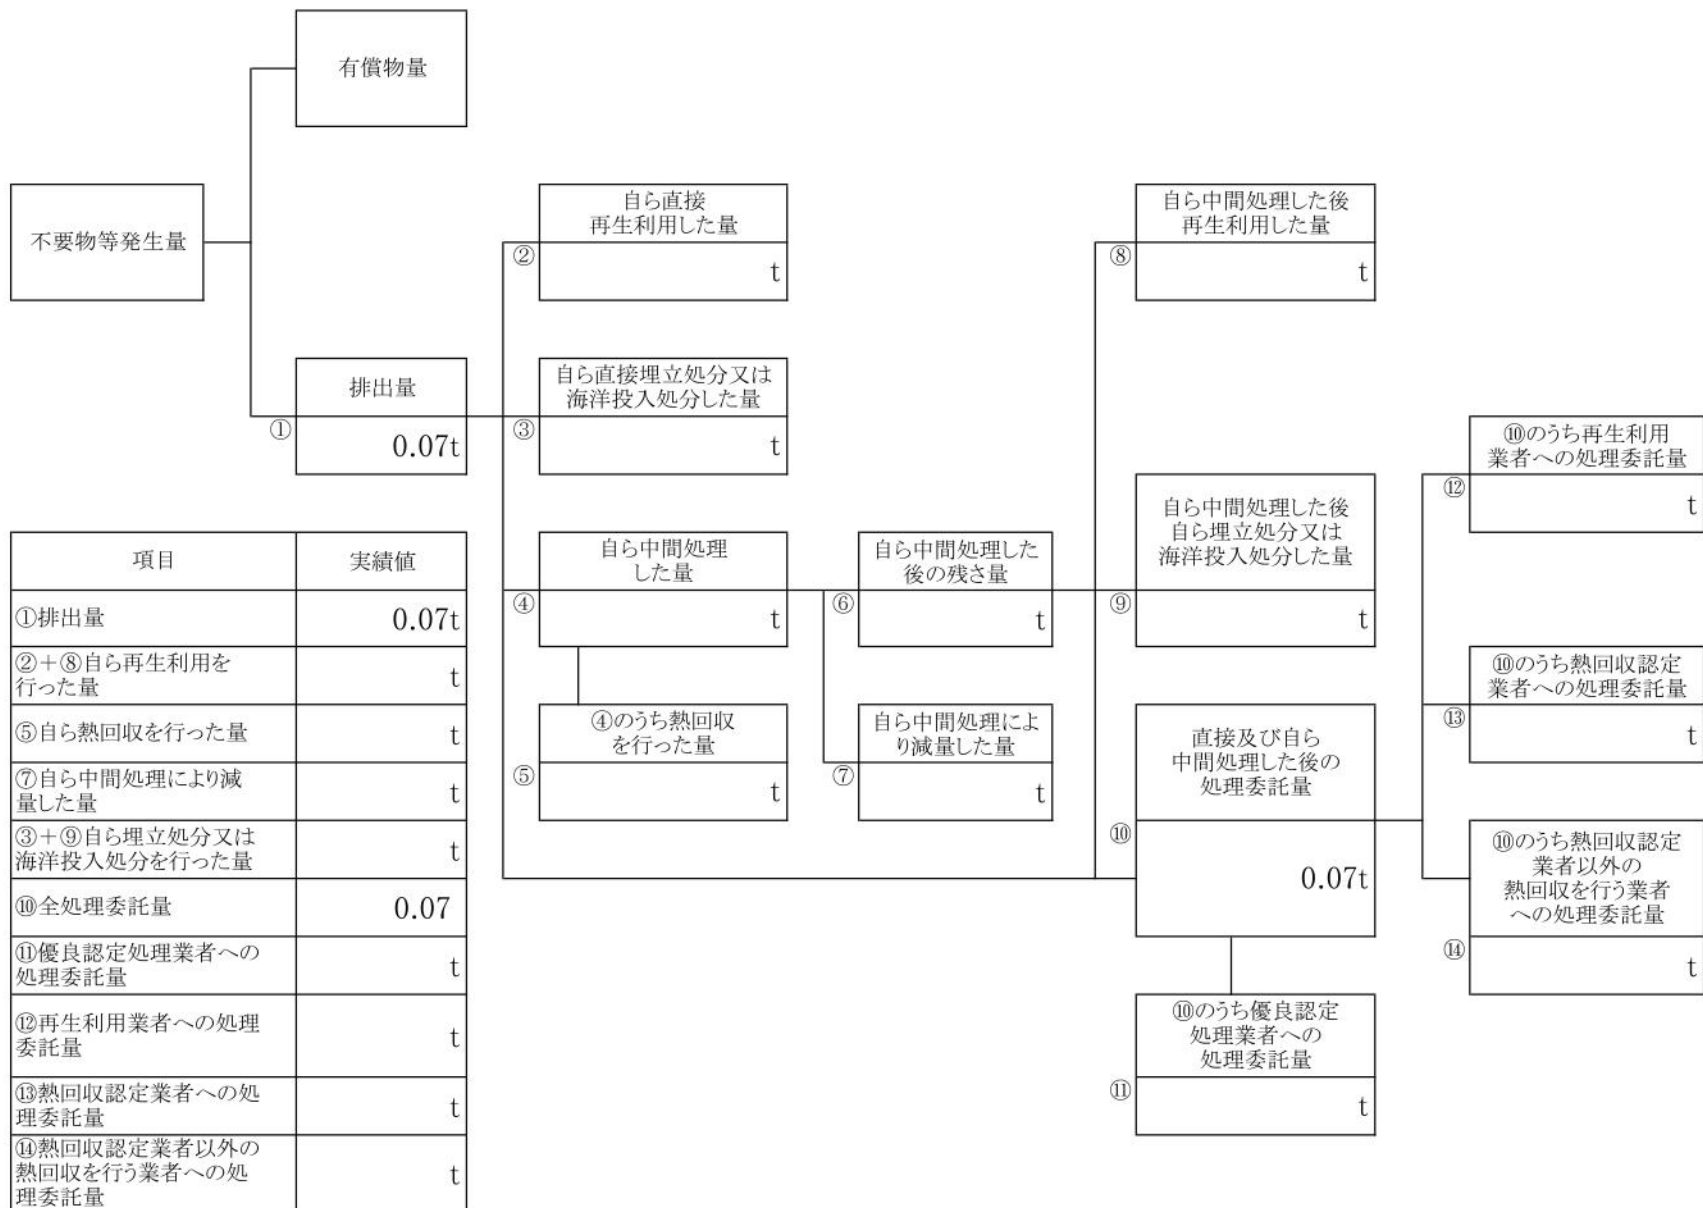 有償物量
不要物等発生量
排出量
①
0.07t
自ら直接
再生利用した量
②
t
自ら直接埋立処分又は
海洋投入処分した量
③
t
自ら中間処理
した量
④
t
④のうち熱回収
を行った量
⑤
t
自ら中間処理した
後の残さ量
⑥
t
自ら中間処理によ
り減量した量
⑦
t
自ら中間処理した後
再生利用した量
⑧
t
自ら中間処理した後
自ら埋立処分又は
海洋投入処分した量
⑨
t
直接及び自ら
中間処理した後の
処理委託量
⑩
0.07t
⑩のうち優良認定
処理業者への
処理委託量
⑪
t
⑩のうち再生利用
業者への処理委託量
⑫
t
⑩のうち熱回収認定
業者への処理委託量
⑬
t
⑩のうち熱回収認定
業者以外の
熱回収を行う業者
への処理委託量
⑭
t
項目 実績値
①排出量 0.07t
②＋⑧自ら再生利用を
行った量 t
⑤自ら熱回収を行った量 t
⑦自ら中間処理により減
量した量 t
③＋⑨自ら埋立処分又は
海洋投入処分を行った量 t
⑩全処理委託量 0.07
⑪優良認定処理業者への
処理委託量 t
⑫再生利用業者への処理
委託量 t
⑬熱回収認定業者への処
理委託量 t
⑭熱回収認定業者以外の
熱回収を行う業者への処
理委託量 t